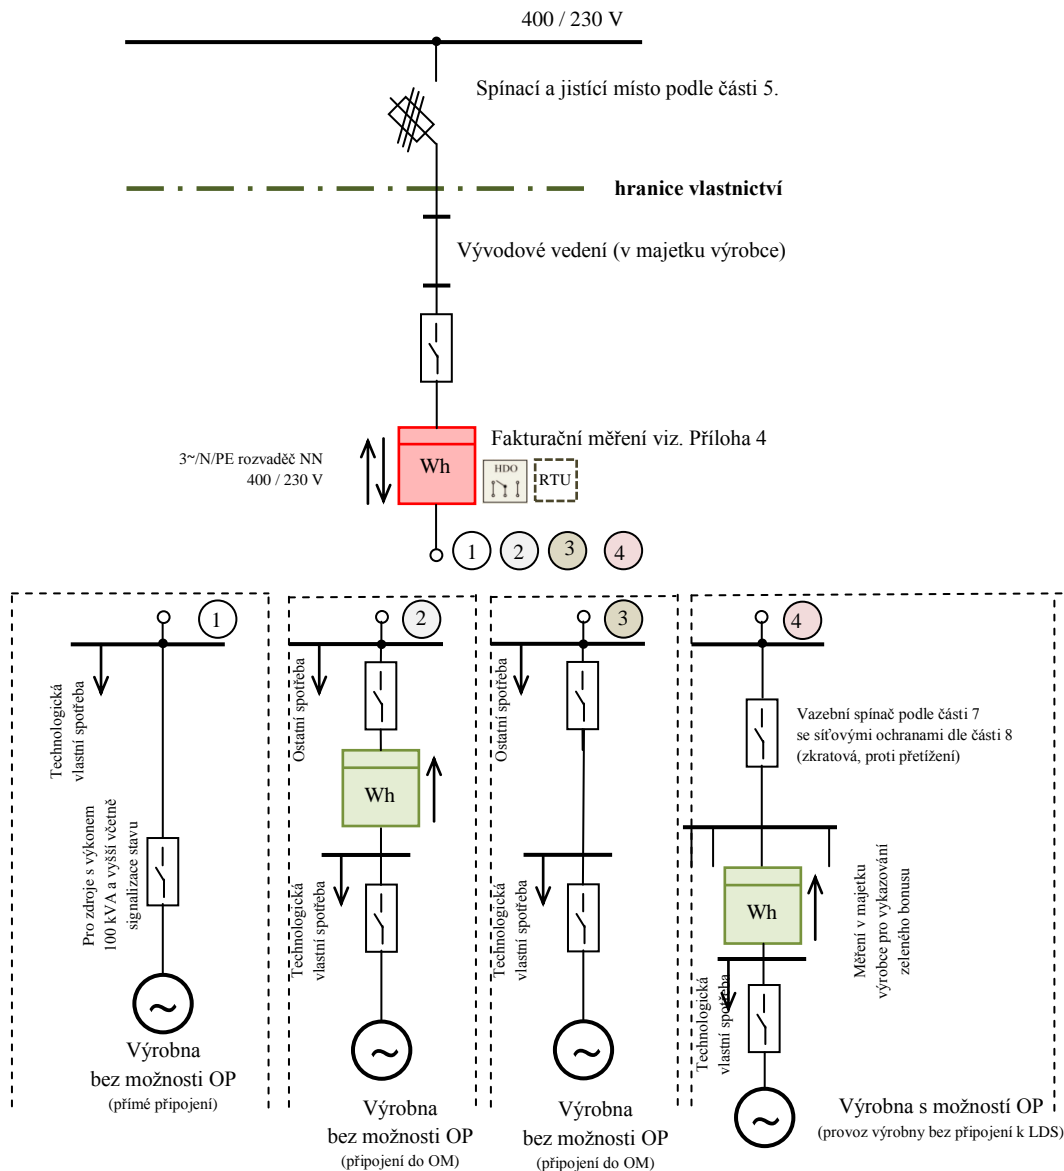 400 / 230 V
Spínací a jistící místo podle části 5.
hranice vlastnictví
Vývodové vedení (v majetku výrobce)
Fakturační měření viz. Příloha 4
3~/N/PE rozvaděč NN
400 / 230 V
Wh
HDO
RTU
1
2
3
4
1
Technologická
vlastní spotřeba
Pro zdroje s výkonem
100 kVA a vyšší včetně
signalizace stavu
~
Výrobna
bez možnosti OP
(přímé připojení)
2
Ostatní spotřeba
Wh
Technologická
vlastní spotřeba
~
Výrobna
bez možnosti OP
(připojení do OM)
3
Ostatní spotřeba
Technologická
vlastní spotřeba
~
Výrobna
bez možnosti OP
(připojení do OM)
4
Vazební spínač podle části 7
se síťovými ochranami dle části 8
(zkratová, proti přetížení)
Wh
Měření v majetku
výrobce pro vykazování
zeleného bonusu
Technologická
vlastní spotřeba
~
Výrobna s možností OP
(provoz výrobny bez připojení k LDS)